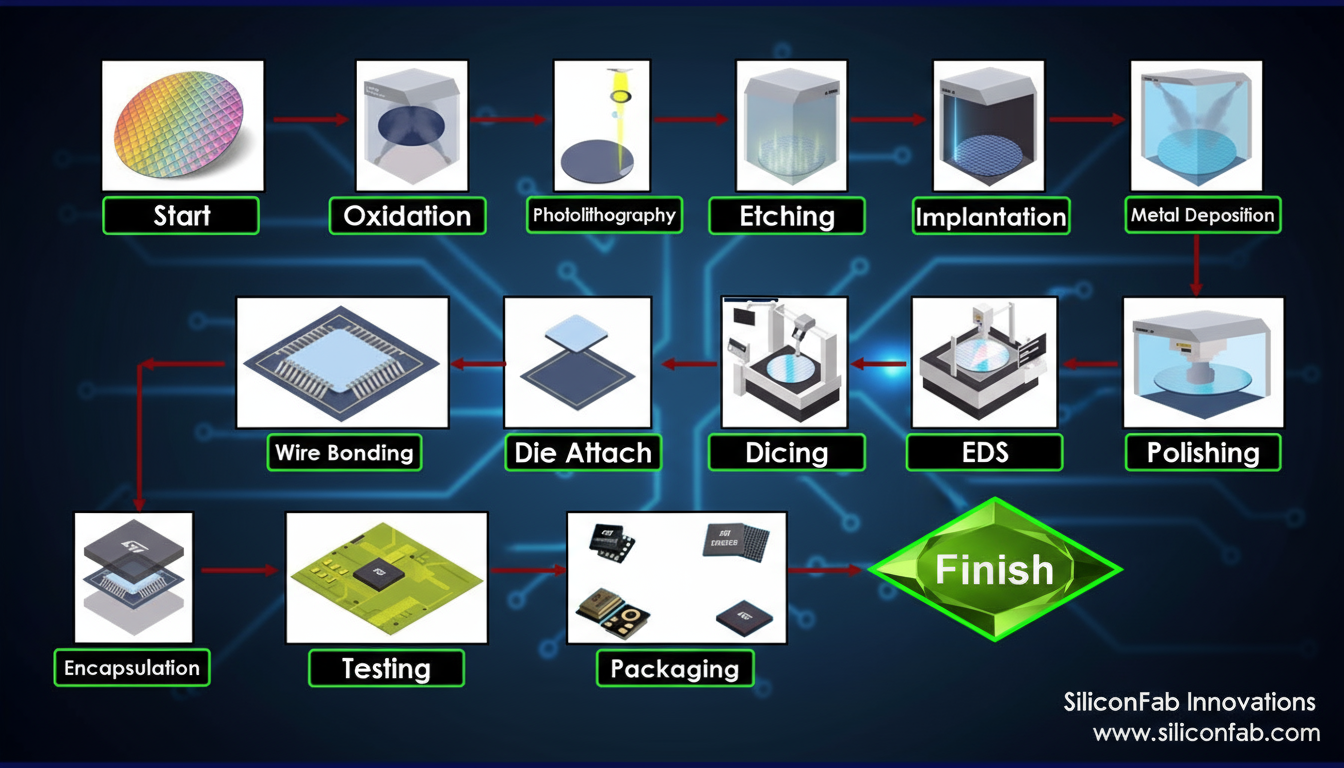 Start
Oxidation
Photolithography
Etching
Implantation
Metal Deposition
Wire Bonding
Die Attach
Dicing
EDS
Polishing
Finish
Encapsulation
Testing
Packaging
SiliconFab Innovations
www.siliconfab.com